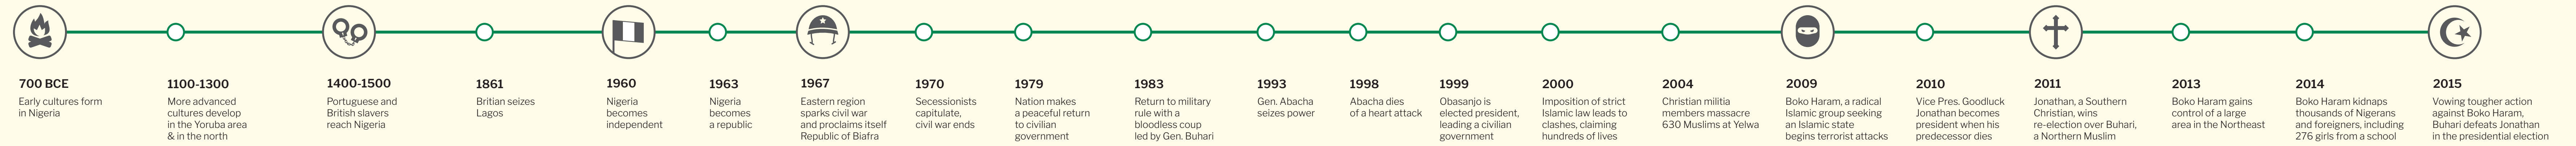 700 BCE
Early cultures form
in Nigeria
1100-1300
More advanced
cultures develop
in the Yoruba area
& in the north
1400-1500
Portuguese and
British slavers
reach Nigeria
1861
Britian seizes
Lagos
1960
Nigeria
becomes
independent
1963
Nigeria
becomes
a republic
1967
Eastern region
sparks civil war
and proclaims itself
Republic of Biafra
1970
Secessionists
capitulate,
civil war ends
1979
Nation makes
a peaceful return
to civilian
government
1983
Return to military
rule with a
bloodless coup
led by Gen. Buhari
1993
Gen. Abacha
seizes power
1998
Abacha dies
of a heart attack
1999
Obasanjo is
elected president,
leading a civilian
government
2000
Imposition of strict
Islamic law leads to
clashes, claiming
hundreds of lives
2004
Christian militia
members massacre
630 Muslims at Yelwa
2009
Boko Haram, a radical
Islamic group seeking
an Islamic state
begins terrorist attacks
2010
Vice Pres. Goodluck
Jonathan becomes
president when his
predecessor dies
2011
Jonathan, a Southern
Christian, wins
re-election over Buhari,
a Northern Muslim
2013
Boko Haram gains
control of a large
area in the Northeast
2014
Boko Haram kidnaps
thousands of Nigerans
and foreigners, including
276 girls from a school
2015
Vowing tougher action
against Boko Haram,
Buhari defeats Jonathan
in the presidential election